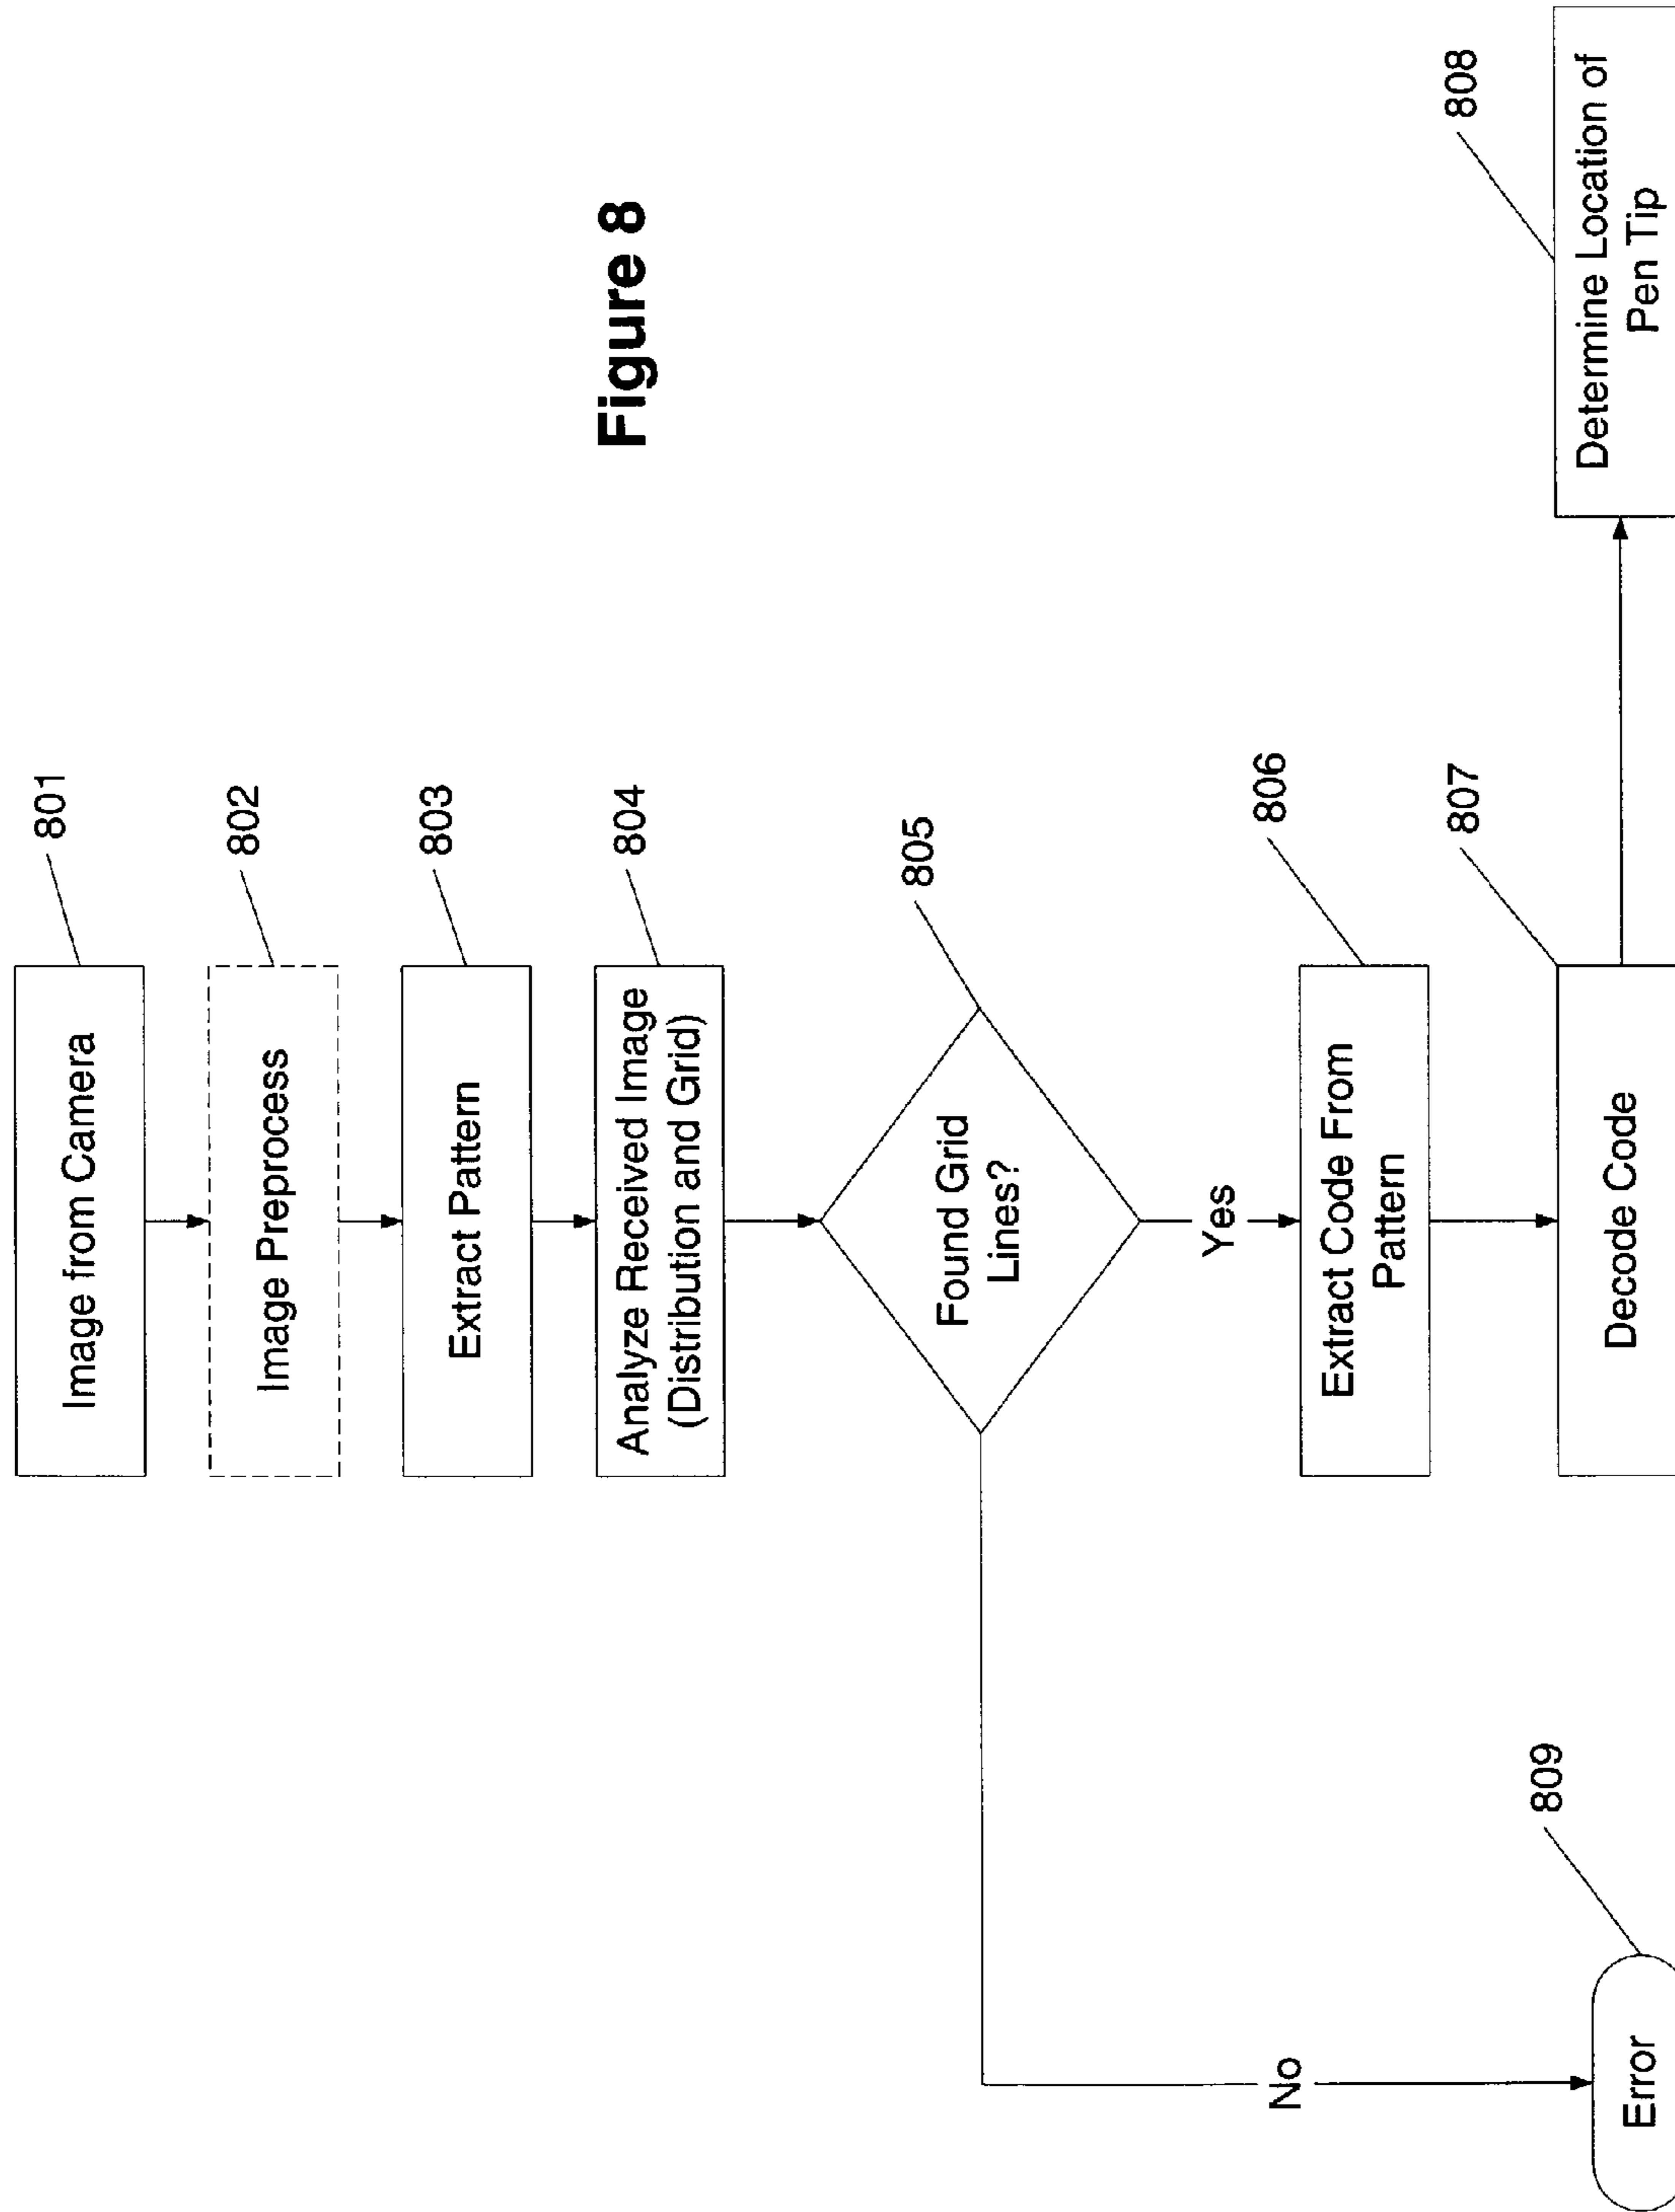 801
Image from Camera
802
Image Preprocess
803
Extract Pattern
804
Analyze Received Image
(Distribution and Grid)
805
Found Grid
Lines?
Yes
No
806
Extract Code From
Pattern
807
Decode Code
808
Determine Location of
Pen Tip
809
Error
Figure 8